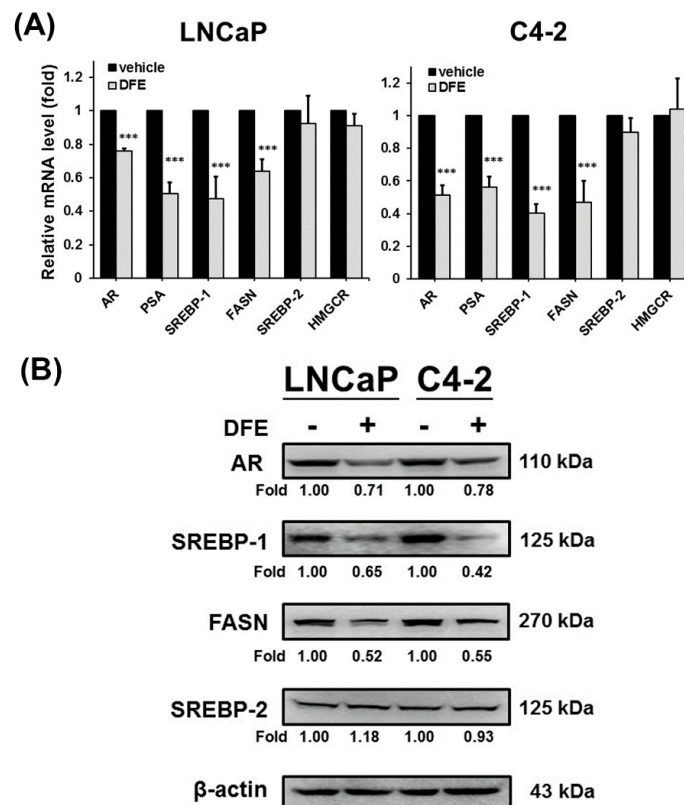 (A)
LNCaP
C4-2
Relative mRNA level (fold)
vehicle
DFE
1.2
1
0.8
0.6
0.4
0.2
0
***
***
***
***
AR
PSA
SREBP-1
FASN
SREBP-2
HMGCR
vehicle
DFE
1.2
1
0.8
0.6
0.4
0.2
0
***
***
***
***
AR
PSA
SREBP-1
FASN
SREBP-2
HMGCR
(B)
LNCaP C4-2
DFE - + - +
AR 110 kDa
Fold 1.00 0.71 1.00 0.78
SREBP-1 125 kDa
Fold 1.00 0.65 1.00 0.42
FASN 270 kDa
Fold 1.00 0.52 1.00 0.55
SREBP-2 125 kDa
Fold 1.00 1.18 1.00 0.93
β-actin 43 kDa